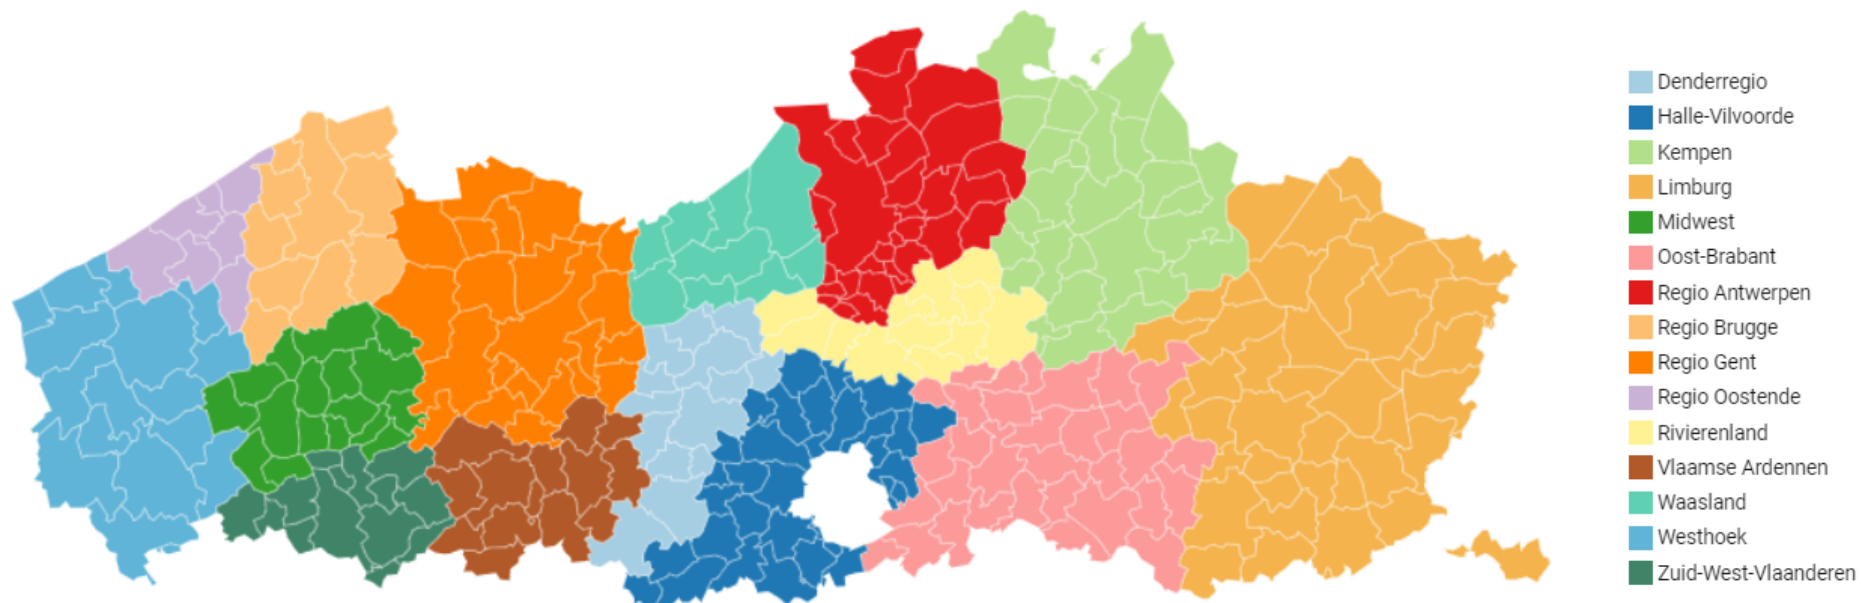 Denderregio
Halle-Vilvoorde
Kempen
Limburg
Midwest
Oost-Brabant
Regio Antwerpen
Regio Brugge
Regio Gent
Regio Oostende
Rivierenland
Vlaamse Ardennen
Waasland
Westhoek
Zuid-West-Vlaanderen